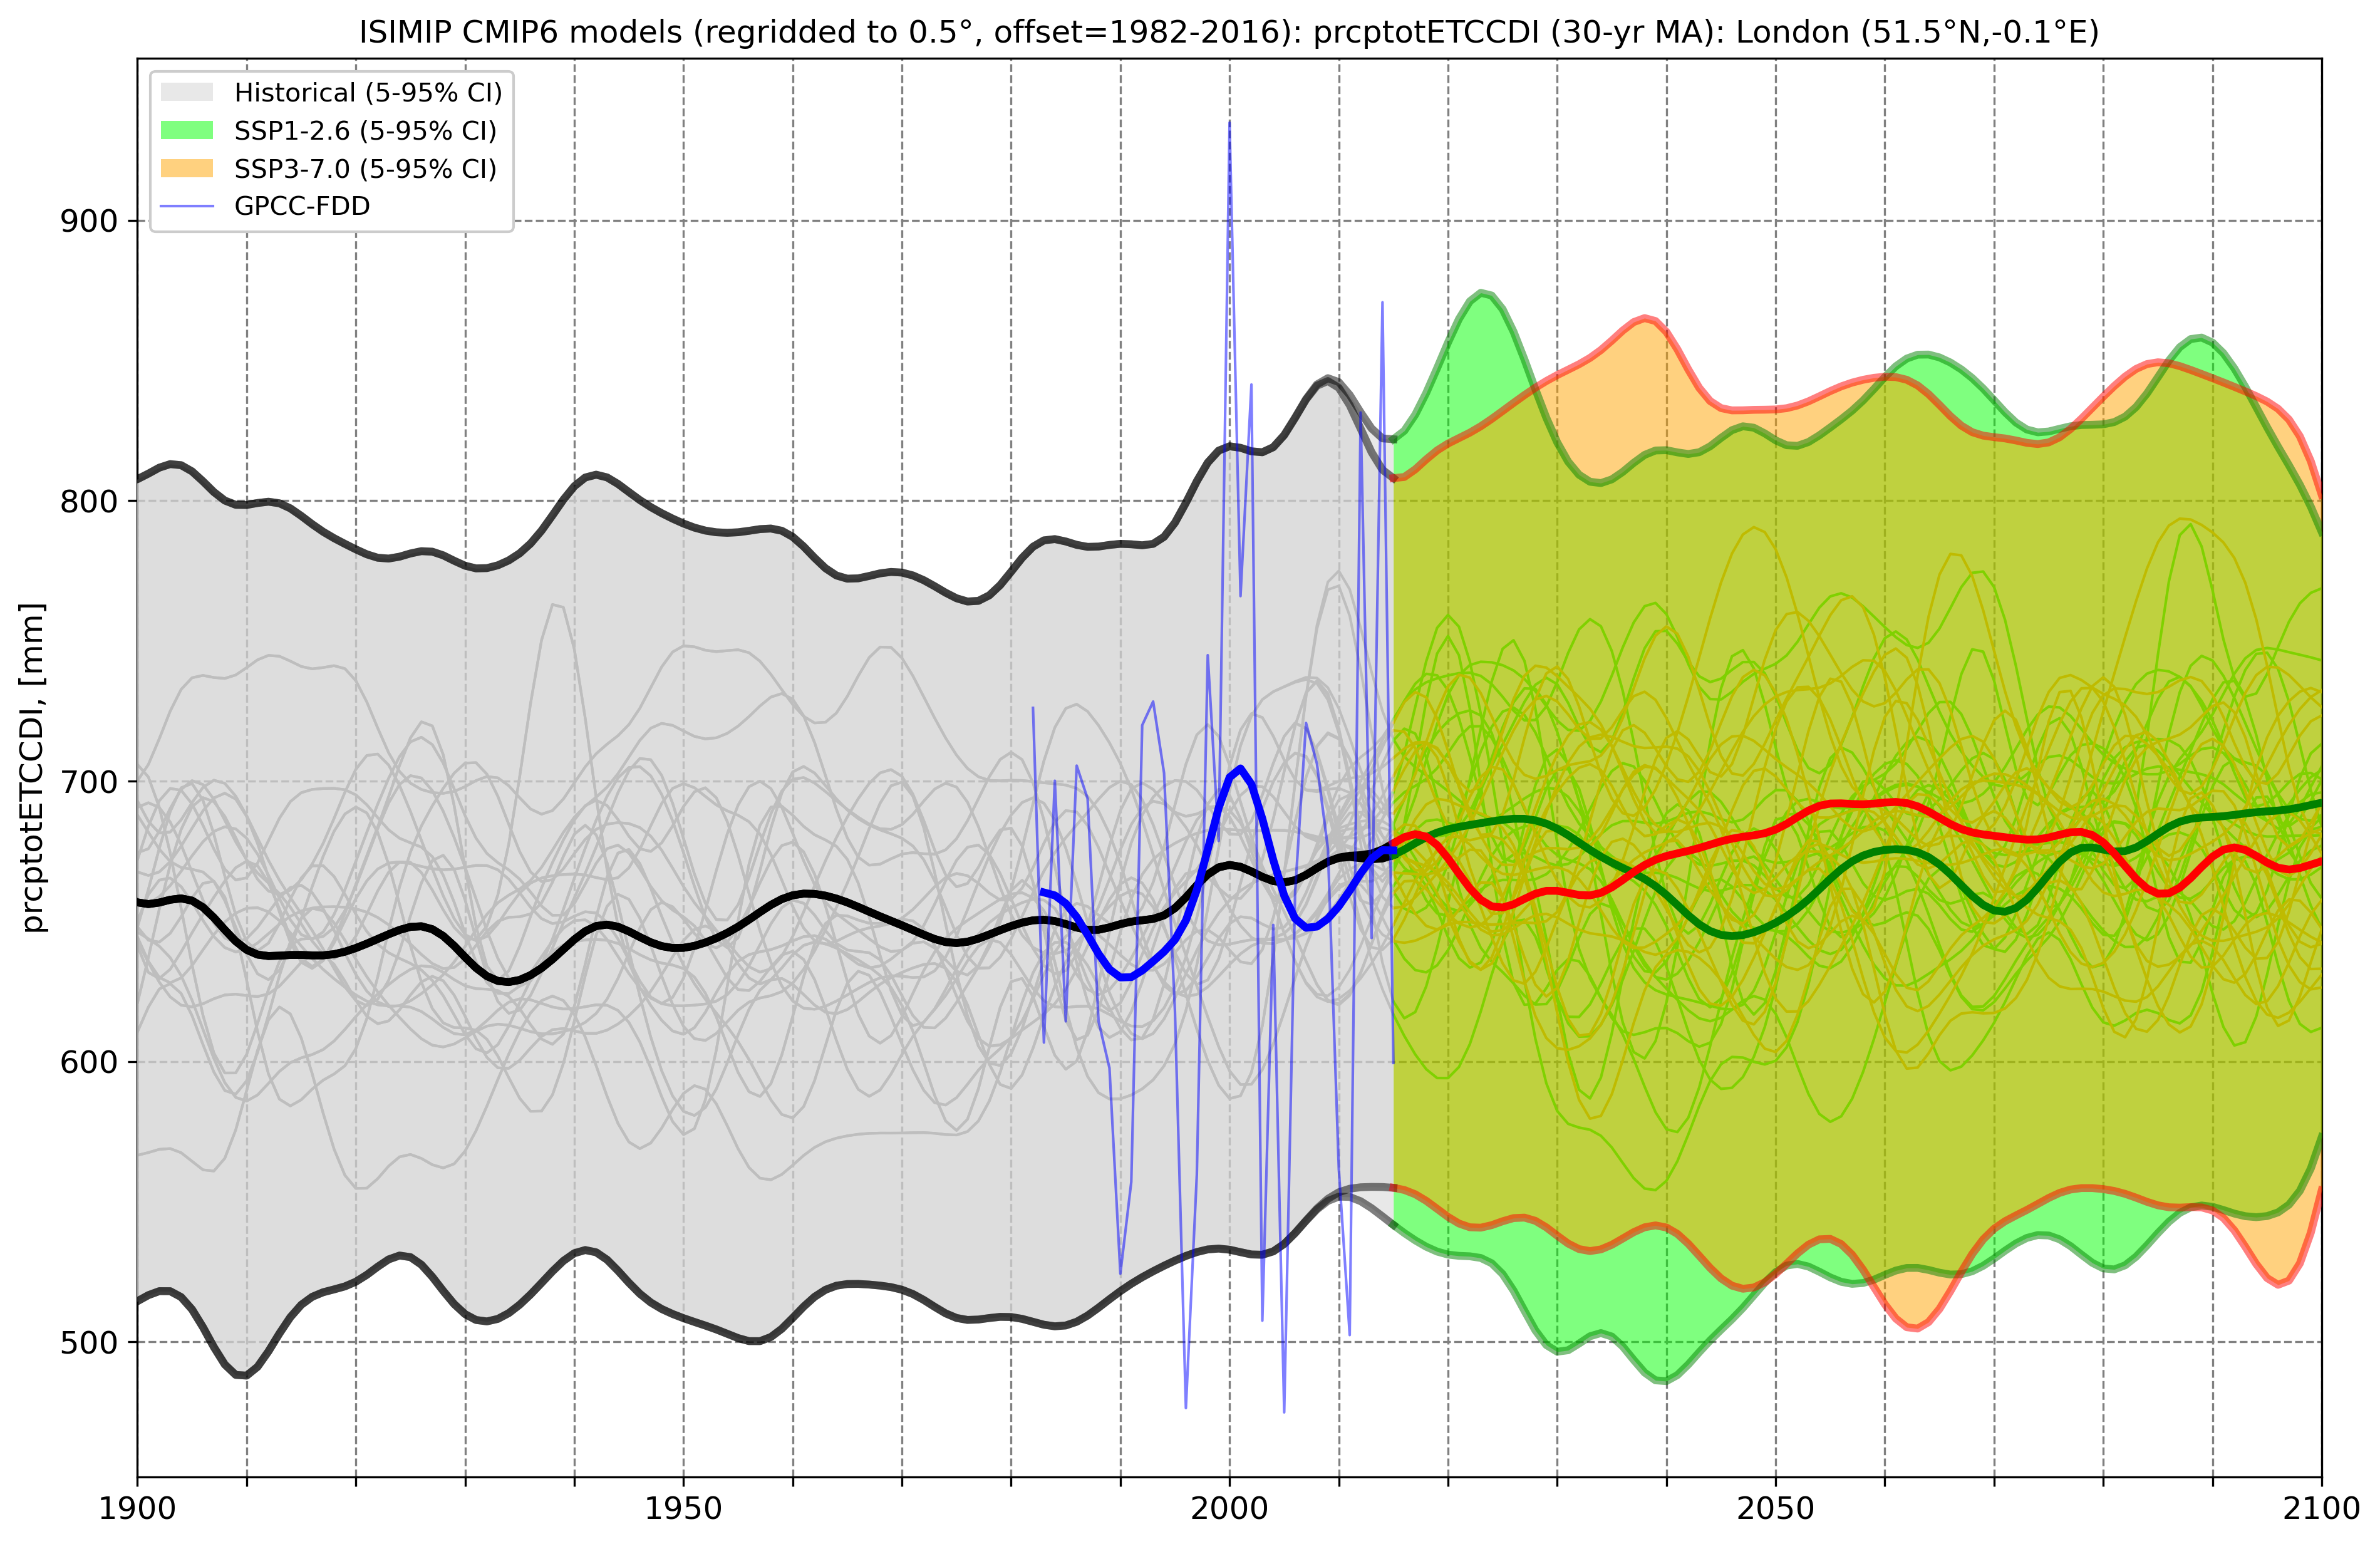 ISIMIP CMIP6 models (regridded to 0.5°, offset=1982-2016): prcptotETCCDI (30-yr MA): London (51.5°N,-0.1°E)
Historical (5-95% CI)
SSP1-2.6 (5-95% CI)
SSP3-7.0 (5-95% CI)
GPCC-FDD
prcptotETCCDI, [mm]
900
800
700
600
500
1900
1950
2000
2050
2100